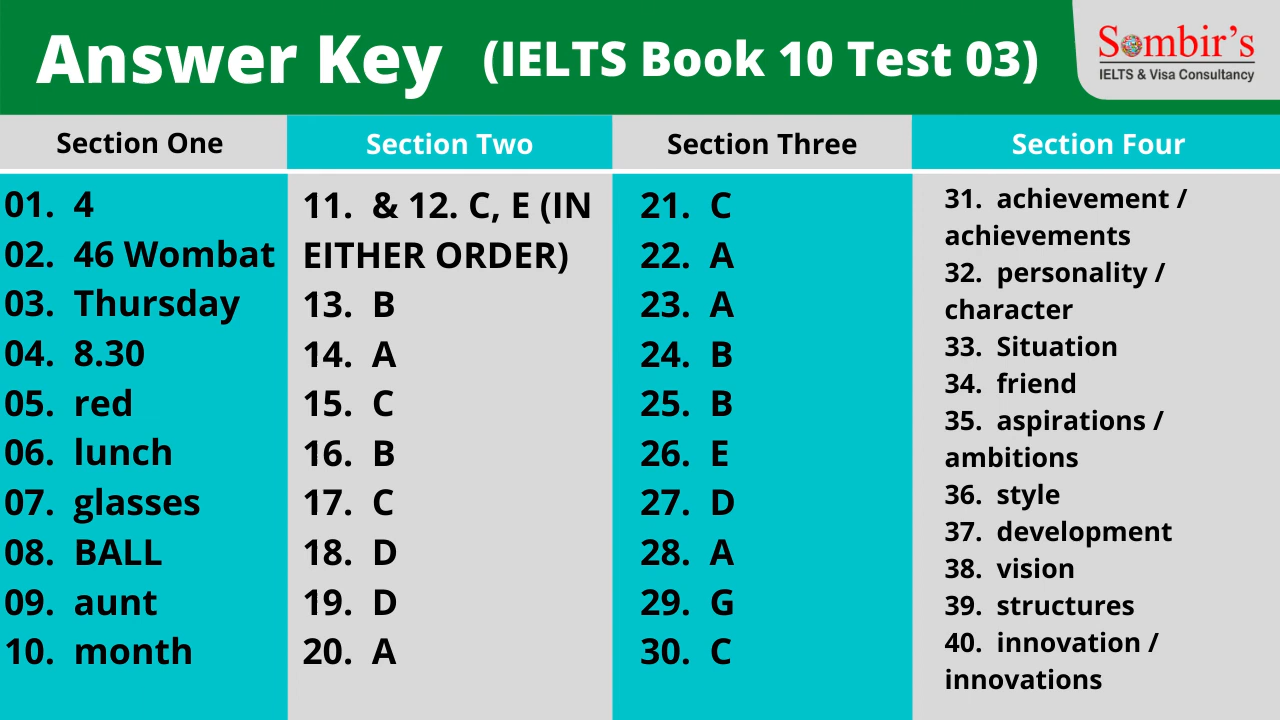 Answer Key (IELTS Book 10 Test 03)
Sombir's
IELTS & Visa Consultancy
Section One
01. 4
02. 46 Wombat
03. Thursday
04. 8.30
05. red
06. lunch
07. glasses
08. BALL
09. aunt
10. month
Section Two
11. & 12. C, E (IN
EITHER ORDER)
13. B
14. A
15. C
16. B
17. C
18. D
19. D
20. A
Section Three
21. C
22. A
23. A
24. B
25. B
26. E
27. D
28. A
29. G
30. C
Section Four
31. achievement /
achievements
32. personality /
character
33. Situation
34. friend
35. aspirations /
ambitions
36. style
37. development
38. vision
39. structures
40. innovation /
innovations